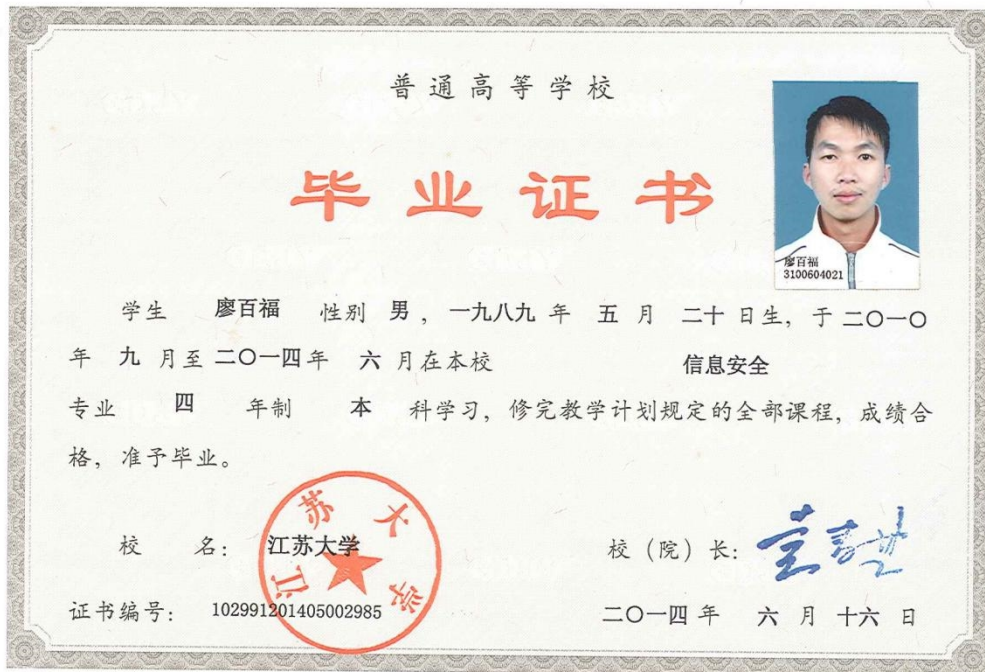 普通高等学校
毕业证书
廖百福
3100604021
学生 廖百福 性别 男，一九八九 年 五 月 二十 日生，于 二〇一〇
年 九 月至 二〇一四年 六 月在本校 信息安全
专业 四 年制 本 科学习，修完教学计划规定的全部课程，成绩合
格，准予毕业。
校 名： 江苏大学 校（院）长：
江苏大学
证书编号： 102991201405002985 二〇一四 年 六 月 十六 日